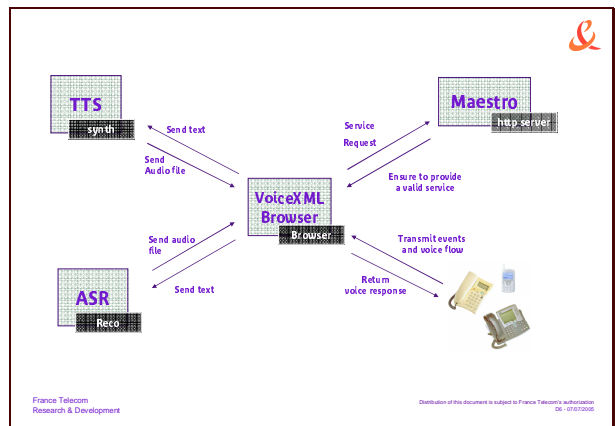 TTS
synth
Send text
Send
Audio file
Maestro
http server
Service
Request
Ensure to provide
a valid service
VoiceXML
Browser
Browser
Send audio
file
Send text
ASR
Reco
Transmit events
and voice flow
Return
voice response
France Telecom
Research & Development
Distribution of this document is subject to France Telecom's authorization
D6 - 07/07/2005